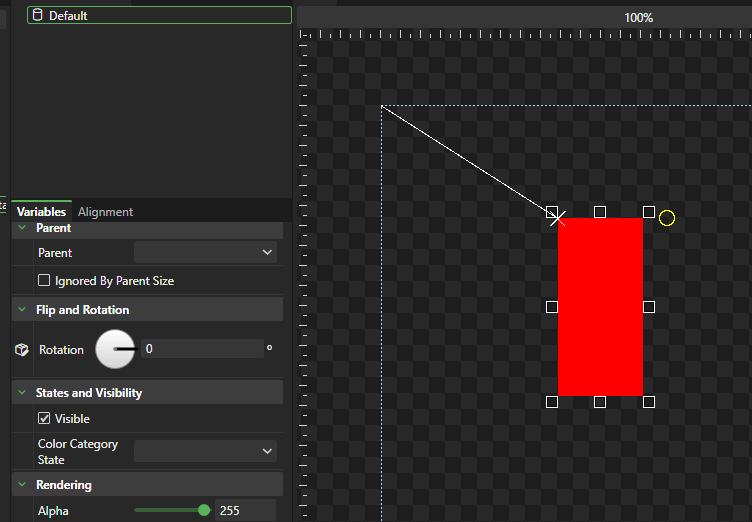 Default
100%
Variables
Alignment
Parent
Parent
Ignored By Parent Size
Flip and Rotation
Rotation
0
°
States and Visibility
Visible
Color Category
State
Rendering
Alpha
255